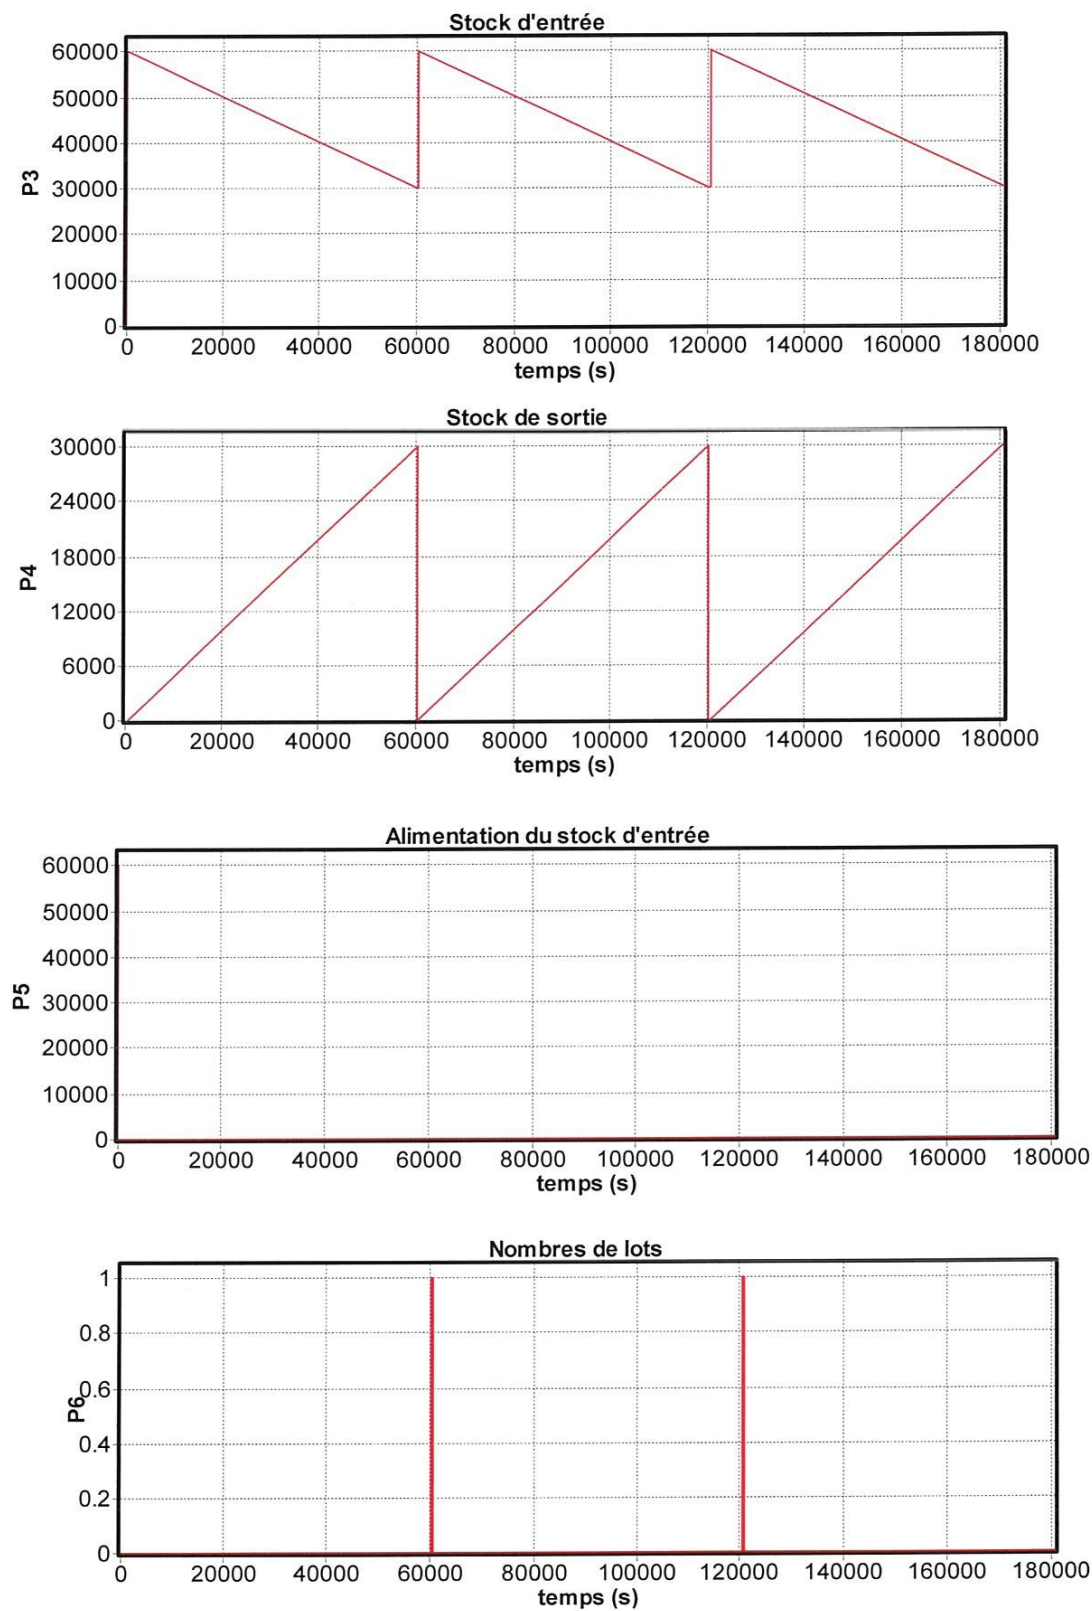 Stock d'entrée
60000
50000
40000
30000
20000
10000
0
P3
0 20000 40000 60000 80000 100000 120000 140000 160000 180000
temps (s)
Stock de sortie
30000
24000
18000
12000
6000
0
P4
0 20000 40000 60000 80000 100000 120000 140000 160000 180000
temps (s)
Alimentation du stock d'entrée
60000
50000
40000
30000
20000
10000
0
P5
0 20000 40000 60000 80000 100000 120000 140000 160000 180000
temps (s)
Nombres de lots
1
0.8
0.6
0.4
0.2
0
P6
0 20000 40000 60000 80000 100000 120000 140000 160000 180000
temps (s)